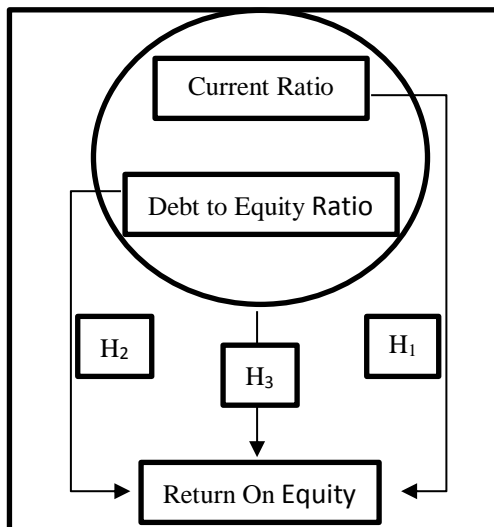 Current Ratio
Debt to Equity Ratio
H₂
H₃
H₁
Return On Equity